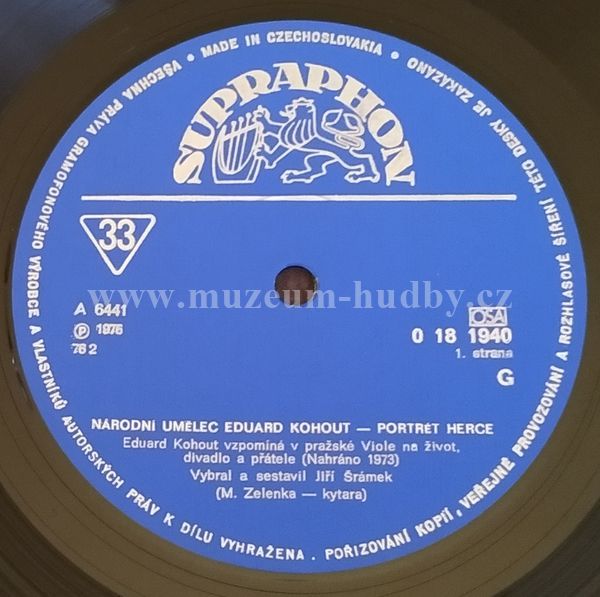 VŠECHNA PRÁVA GRAMOFONOVÉHO VÝROBCE A VLASTNÍKŮ AUTORSKÝCH PRÁV K DÍLU VYHRAŽENA . POŘIZOVÁNÍ KOPIÍ, VEŘEJNÉ PROVOZOVÁNÍ A ROZHLASOVÉ ŠÍŘENÍ TÉTO DESKY JE ZAKÁZÁNO • MADE IN CZECHOSLOVAKIA •
SUPRAPHON
33
www.muzeum-hudby.cz
A 6441
Ⓟ 1976
76 2
OSA
0 18 1940
1. strana
G
NÁRODNÍ UMĚLEC EDUARD KOHOUT — PORTRÉT HERCE
Eduard Kohout vzpomíná v pražské Viole na život,
divadlo a přátele (Nahráno 1973)
Vybral a sestavil Jiří Šrámek
(M. Zelenka — kytara)